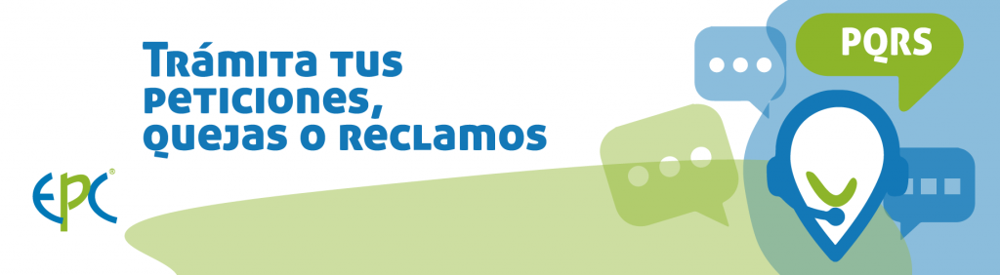 Trámita tus
peticiones,
quejas o reclamos
PQRS
EPC®